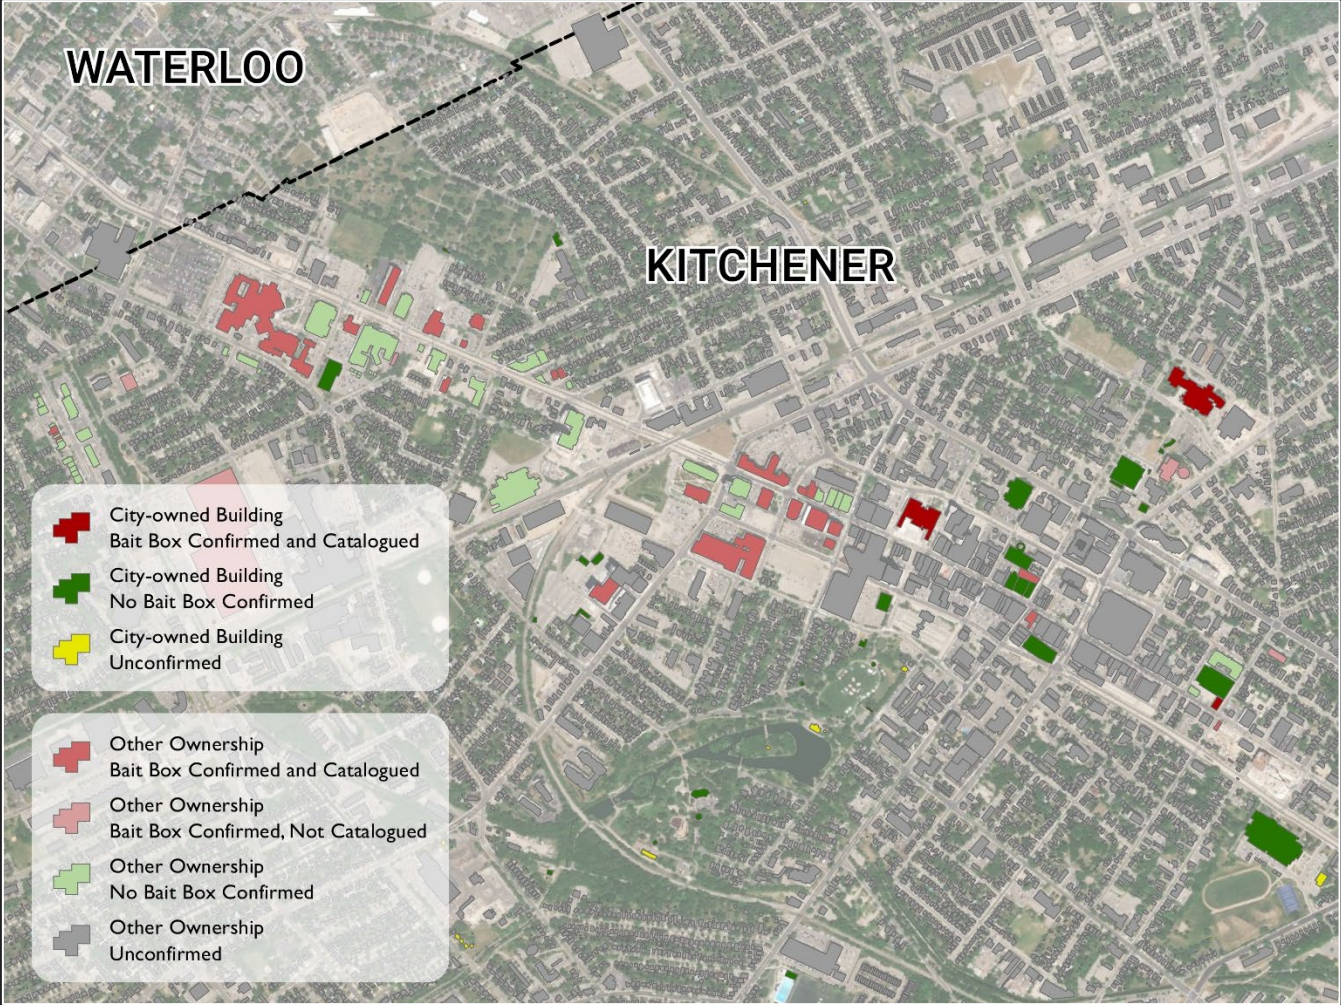 WATERLOO
KITCHENER
City-owned Building
Bait Box Confirmed and Catalogued
City-owned Building
No Bait Box Confirmed
City-owned Building
Unconfirmed
Other Ownership
Bait Box Confirmed and Catalogued
Other Ownership
Bait Box Confirmed, Not Catalogued
Other Ownership
No Bait Box Confirmed
Other Ownership
Unconfirmed